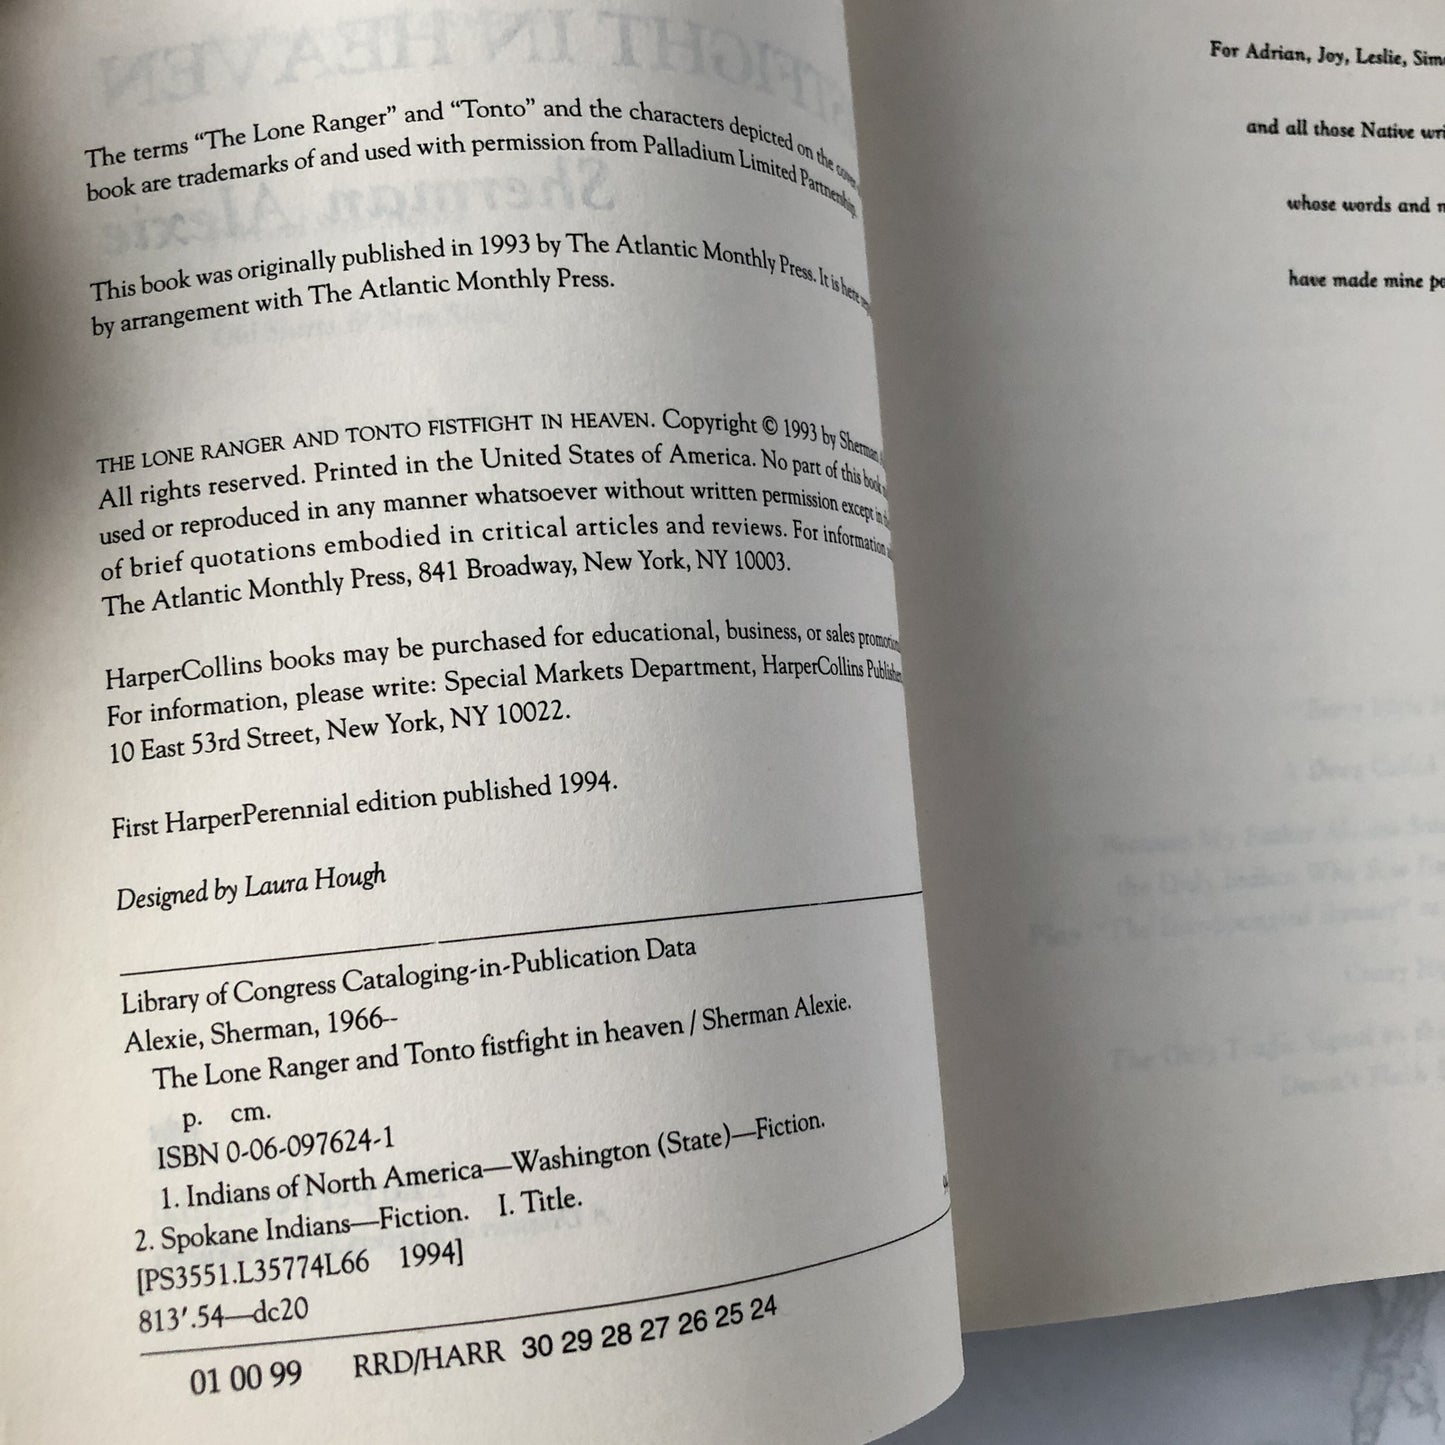 The terms “The Lone Ranger” and “Tonto” and the characters depicted on the cover
book are trademarks of and used with permission from Palladium Limited Partnership.
This book was originally published in 1993 by The Atlantic Monthly Press. It is here
by arrangement with The Atlantic Monthly Press.
THE LONE RANGER AND TONTO FISTFIGHT IN HEAVEN. Copyright © 1993 by Sherman
All rights reserved. Printed in the United States of America. No part of this book
used or reproduced in any manner whatsoever without written permission except in
of brief quotations embodied in critical articles and reviews. For information
The Atlantic Monthly Press, 841 Broadway, New York, NY 10003.
HarperCollins books may be purchased for educational, business, or sales
For information, please write: Special Markets Department, HarperCollins
10 East 53rd Street, New York, NY 10022.
First HarperPerennial edition published 1994.
Designed by Laura Hough
Library of Congress Cataloging-in-Publication Data
Alexie, Sherman, 1966--
The Lone Ranger and Tonto fistfight in heaven / Sherman Alexie.
p. cm.
ISBN 0-06-097624-1
1. Indians of North America—Washington (State)—Fiction.
2. Spokane Indians—Fiction. I. Title.
[PS3551.L35774L66 1994]
813′.54—dc20
01 00 99 RRD/HARR 30 29 28 27 26 25 24
For Adrian, Joy, Leslie,
and all those Native
whose words and
have made mine